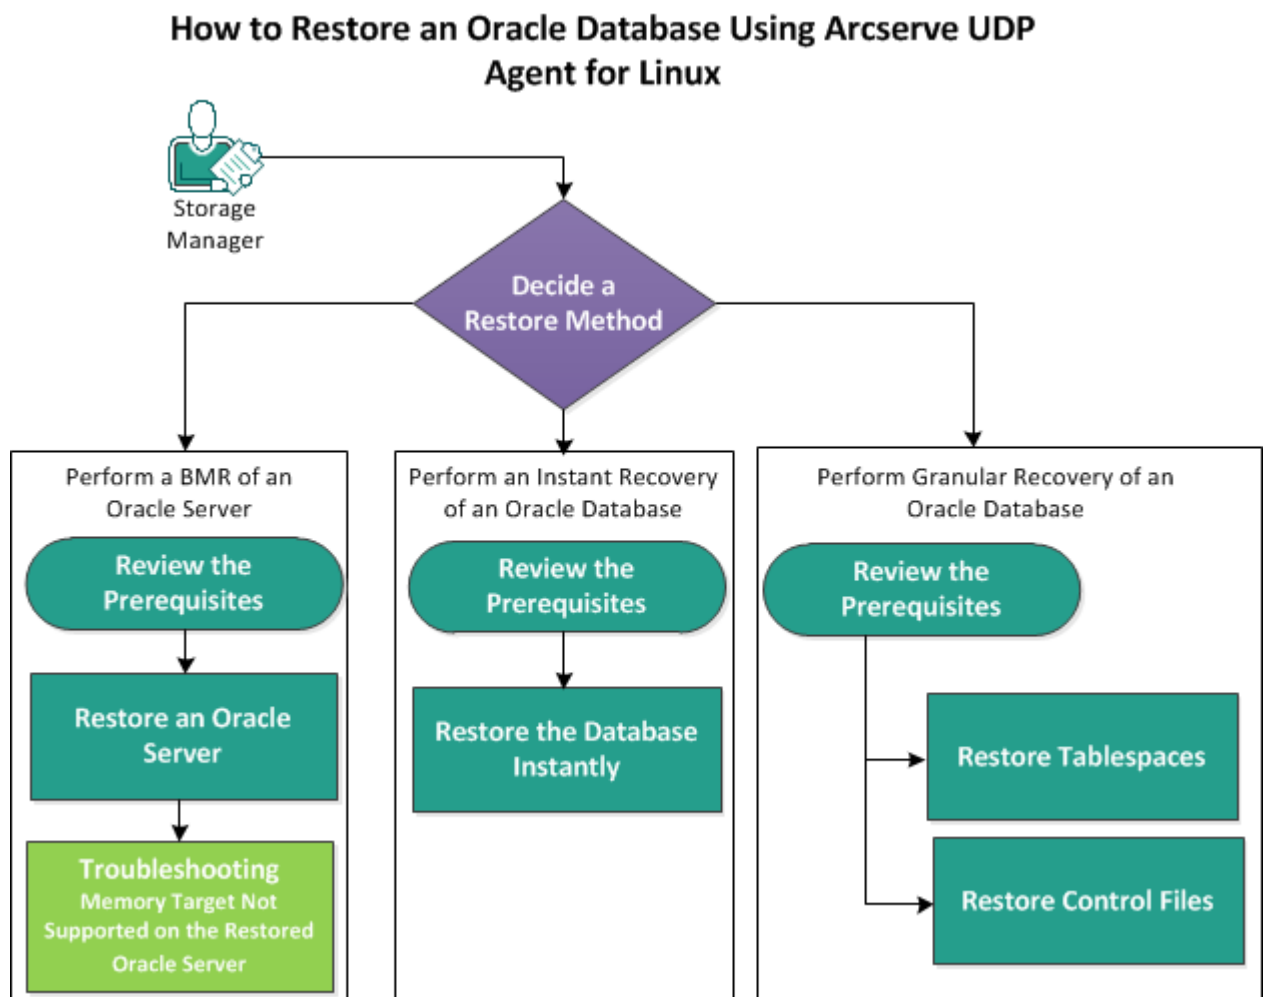 How to Restore an Oracle Database Using Arcserve UDP
Agent for Linux
Storage
Manager
Decide a
Restore Method
Perform a BMR of an
Oracle Server
Review the
Prerequisites
Restore an Oracle
Server
Troubleshooting
Memory Target Not
Supported on the Restored
Oracle Server
Perform an Instant Recovery
of an Oracle Database
Review the
Prerequisites
Restore the Database
Instantly
Perform Granular Recovery of an
Oracle Database
Review the
Prerequisites
Restore Tablespaces
Restore Control Files